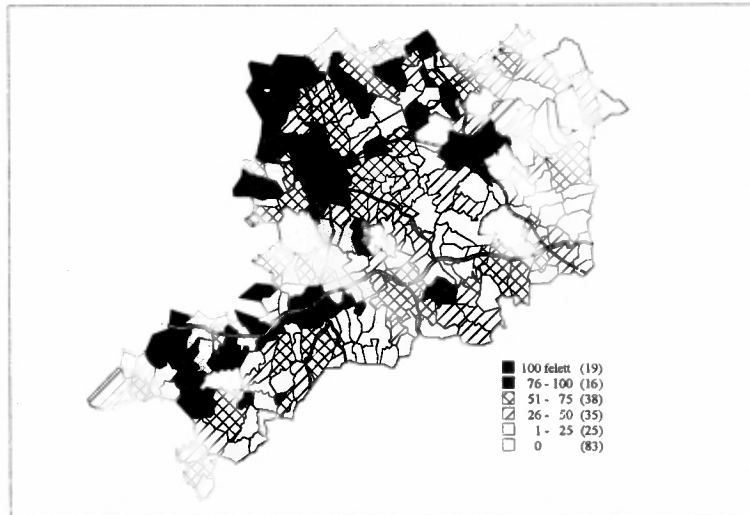 100 felett (19)
76 - 100 (16)
51 - 75 (38)
26 - 50 (35)
1 - 25 (25)
0 (83)